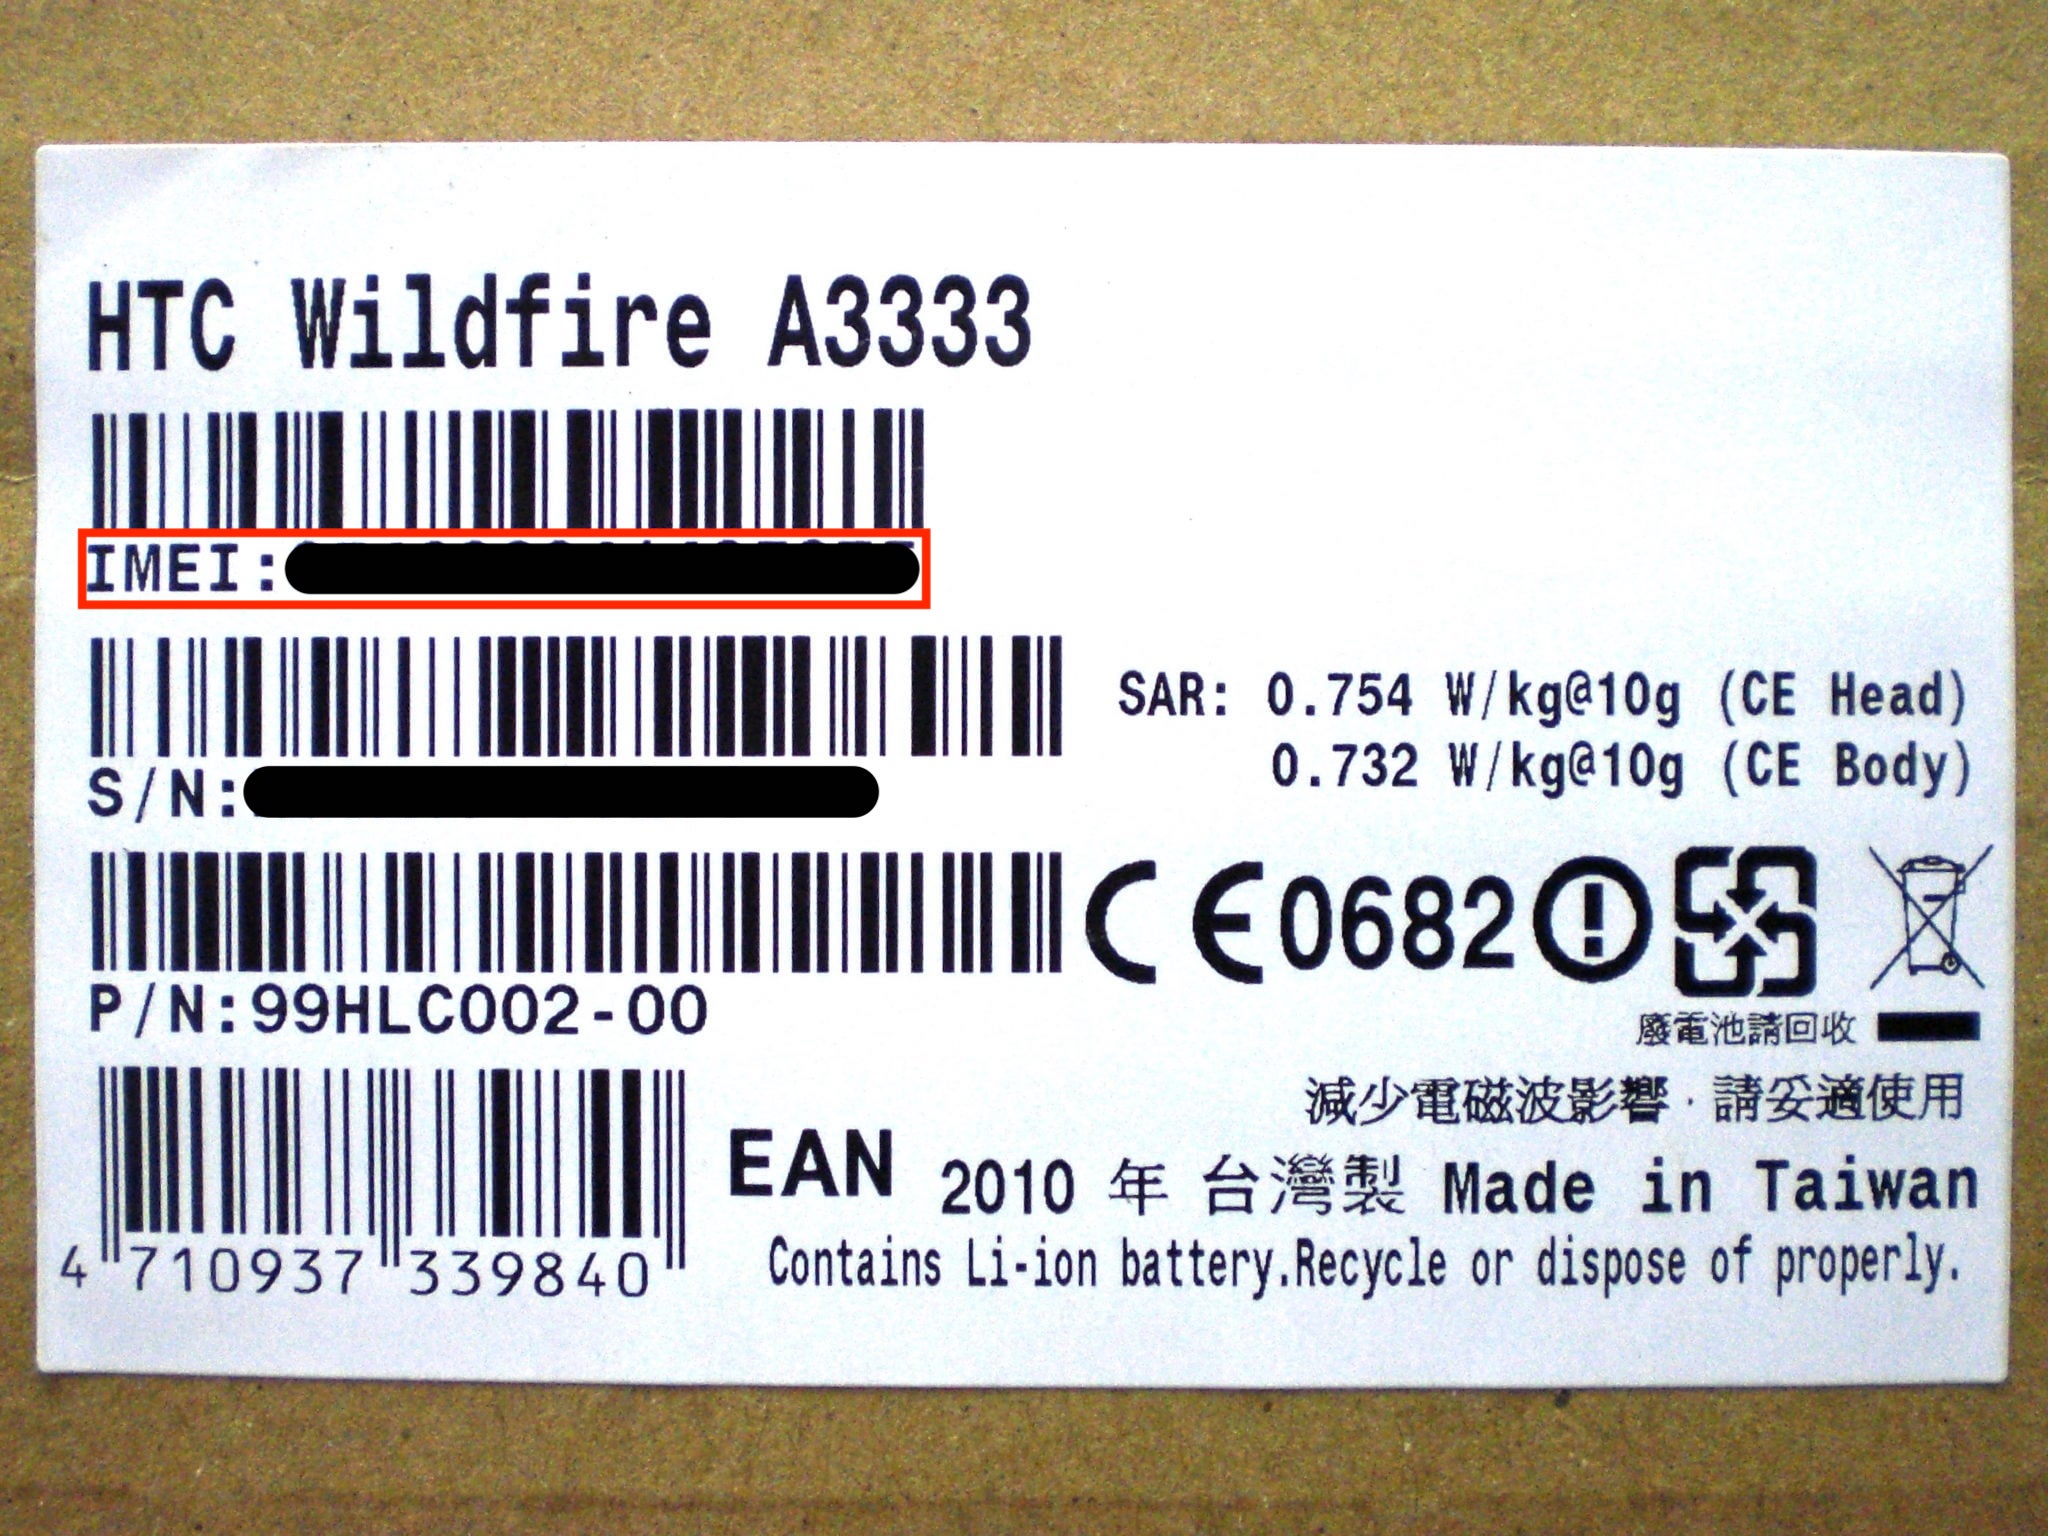 HTC Wildfire A3333
IMEI:
S/N:
SAR: 0.754 W/kg@10g (CE Head)
0.732 W/kg@10g (CE Body)
CE0682
P/N:99HLC002-00
廢電池請回收
減少電磁波影響．請妥適使用
EAN
2010 年 台灣製 Made in Taiwan
Contains Li-ion battery.Recycle or dispose of properly.
4 710937 339840